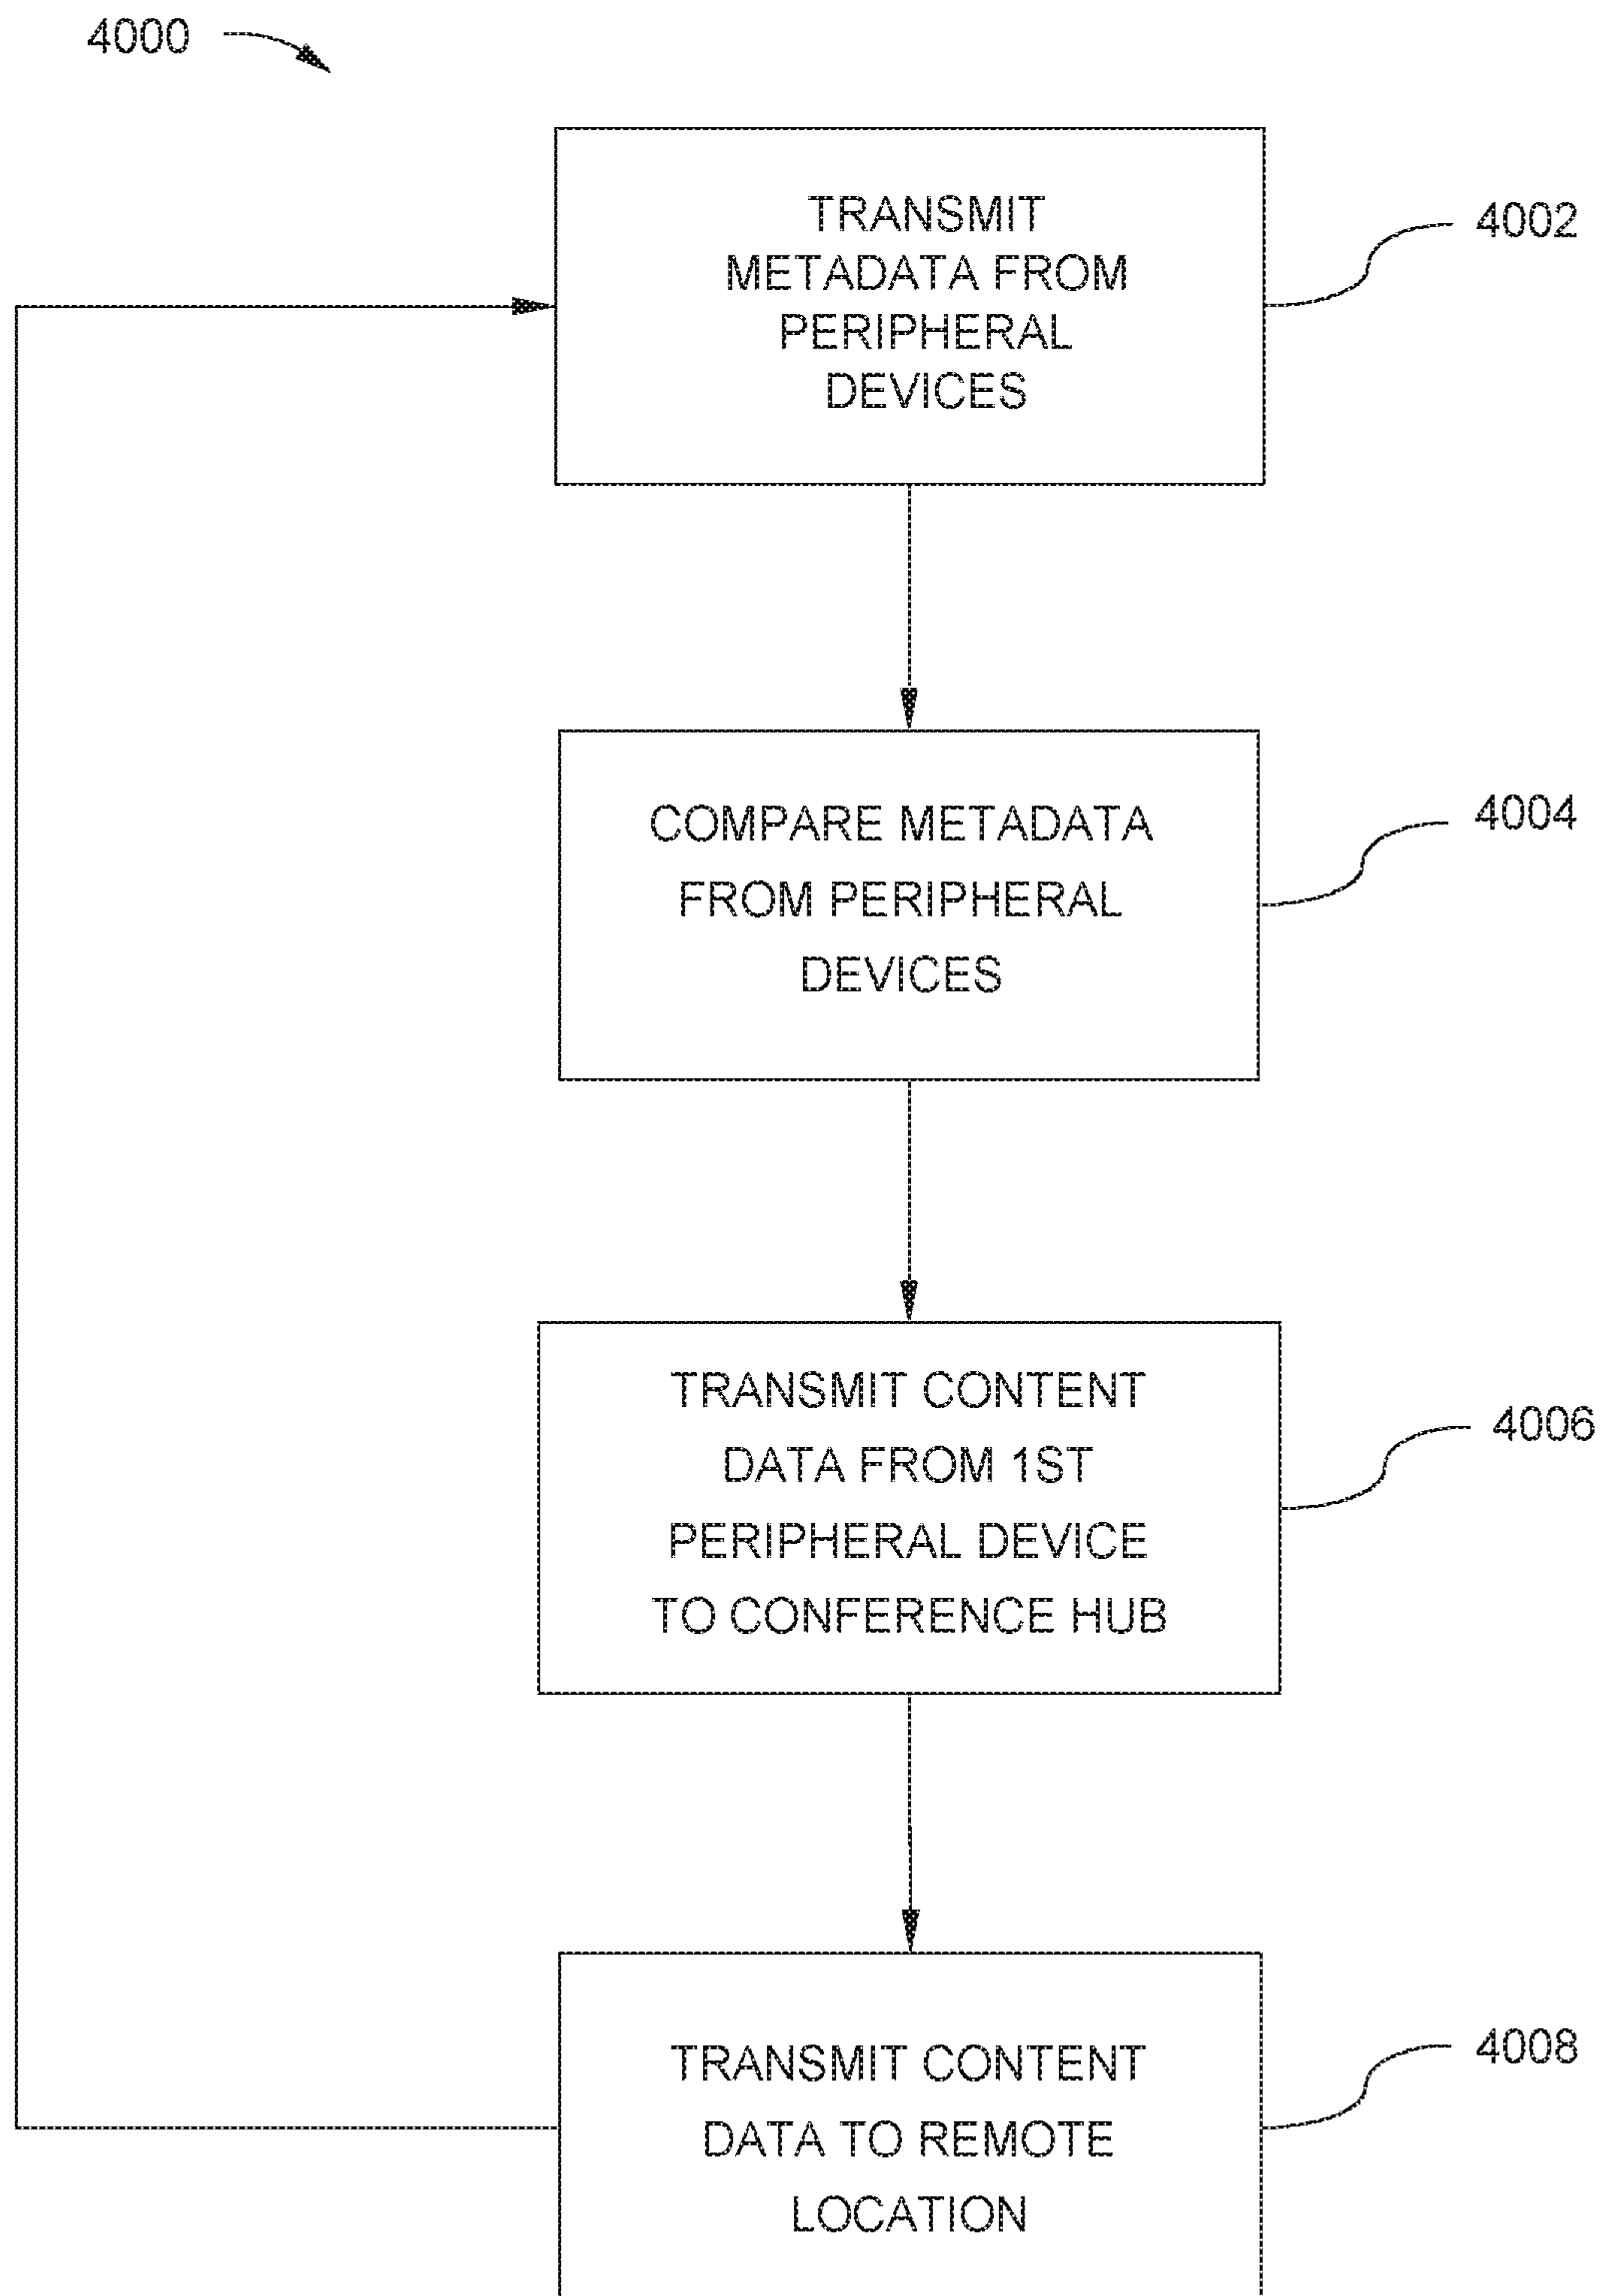 4000
TRANSMIT
METADATA FROM
PERIPHERAL
DEVICES
4002
COMPARE METADATA
FROM PERIPHERAL
DEVICES
4004
TRANSMIT CONTENT
DATA FROM 1ST
PERIPHERAL DEVICE
TO CONFERENCE HUB
4006
TRANSMIT CONTENT
DATA TO REMOTE
LOCATION
4008